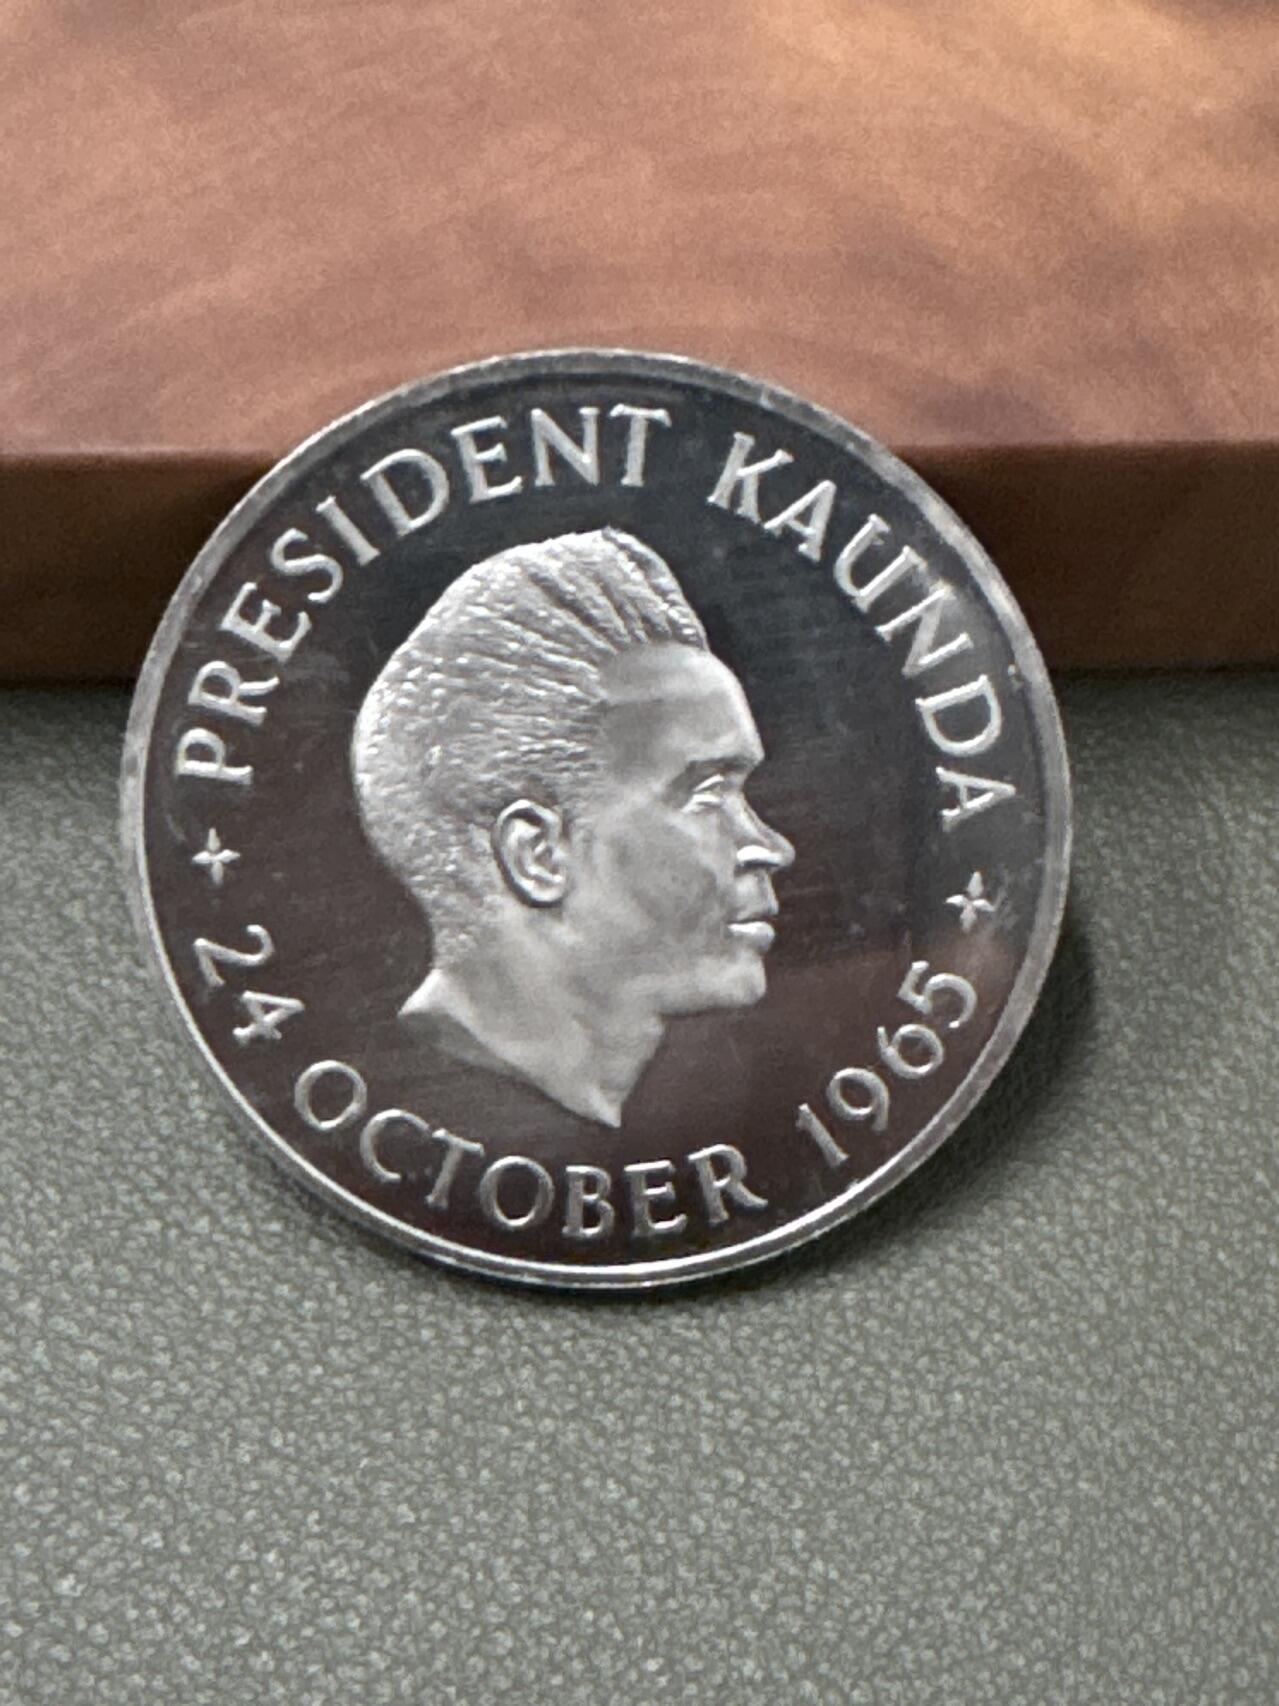 PRESIDENT KAUNDA
24 OCTOBER 1965